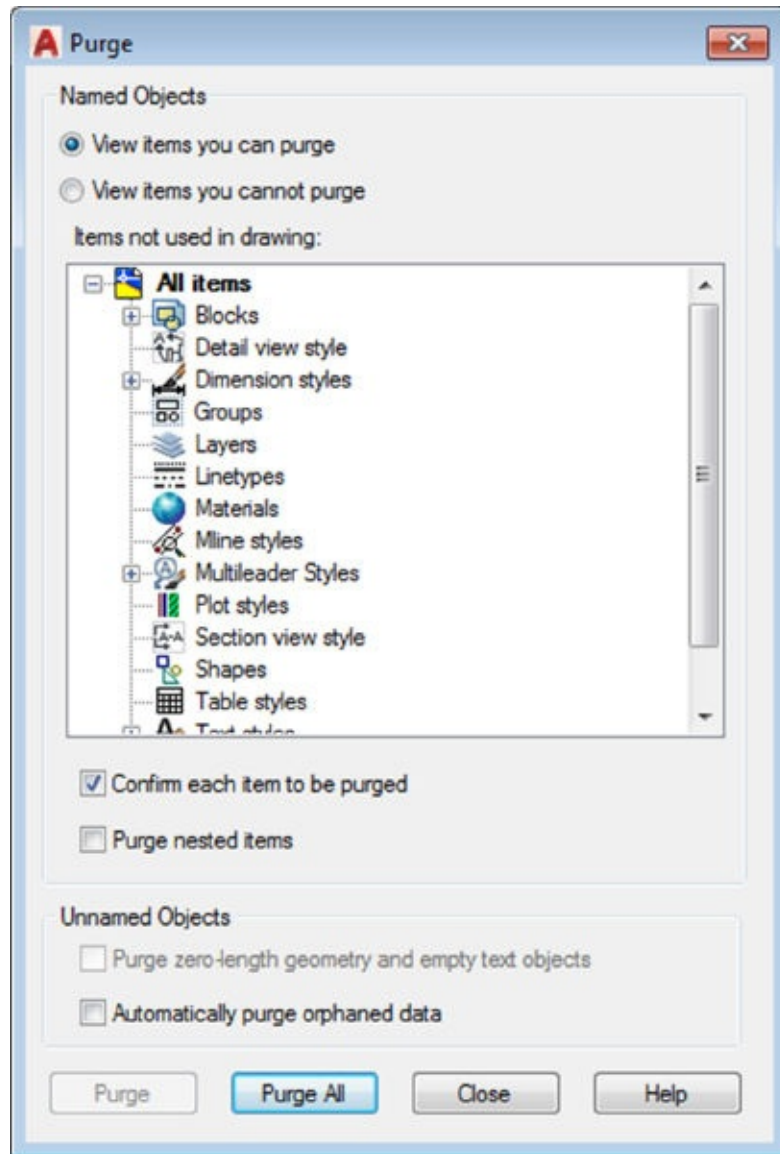 Purge
Named Objects
View items you can purge
View items you cannot purge
Items not used in drawing:
All items
Blocks
Detail view style
Dimension styles
Groups
Layers
Linetypes
Materials
Mline styles
Multileader Styles
Plot styles
Section view style
Shapes
Table styles
Text styles
Confirm each item to be purged
Purge nested items
Unnamed Objects
Purge zero-length geometry and empty text objects
Automatically purge orphaned data
Purge Purge All Close Help